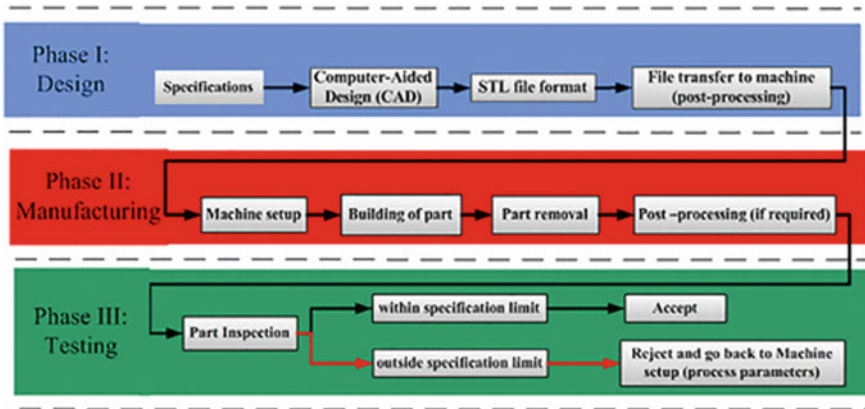 Phase I:
Design
Specifications
Computer-Aided
Design (CAD)
STL file format
File transfer to machine
(post-processing)
Phase II:
Manufacturing
Machine setup
Building of part
Part removal
Post –processing (if required)
Phase III:
Testing
Part Inspection
within specification limit
Accept
outside specification limit
Reject and go back to Machine
setup (process parameters)